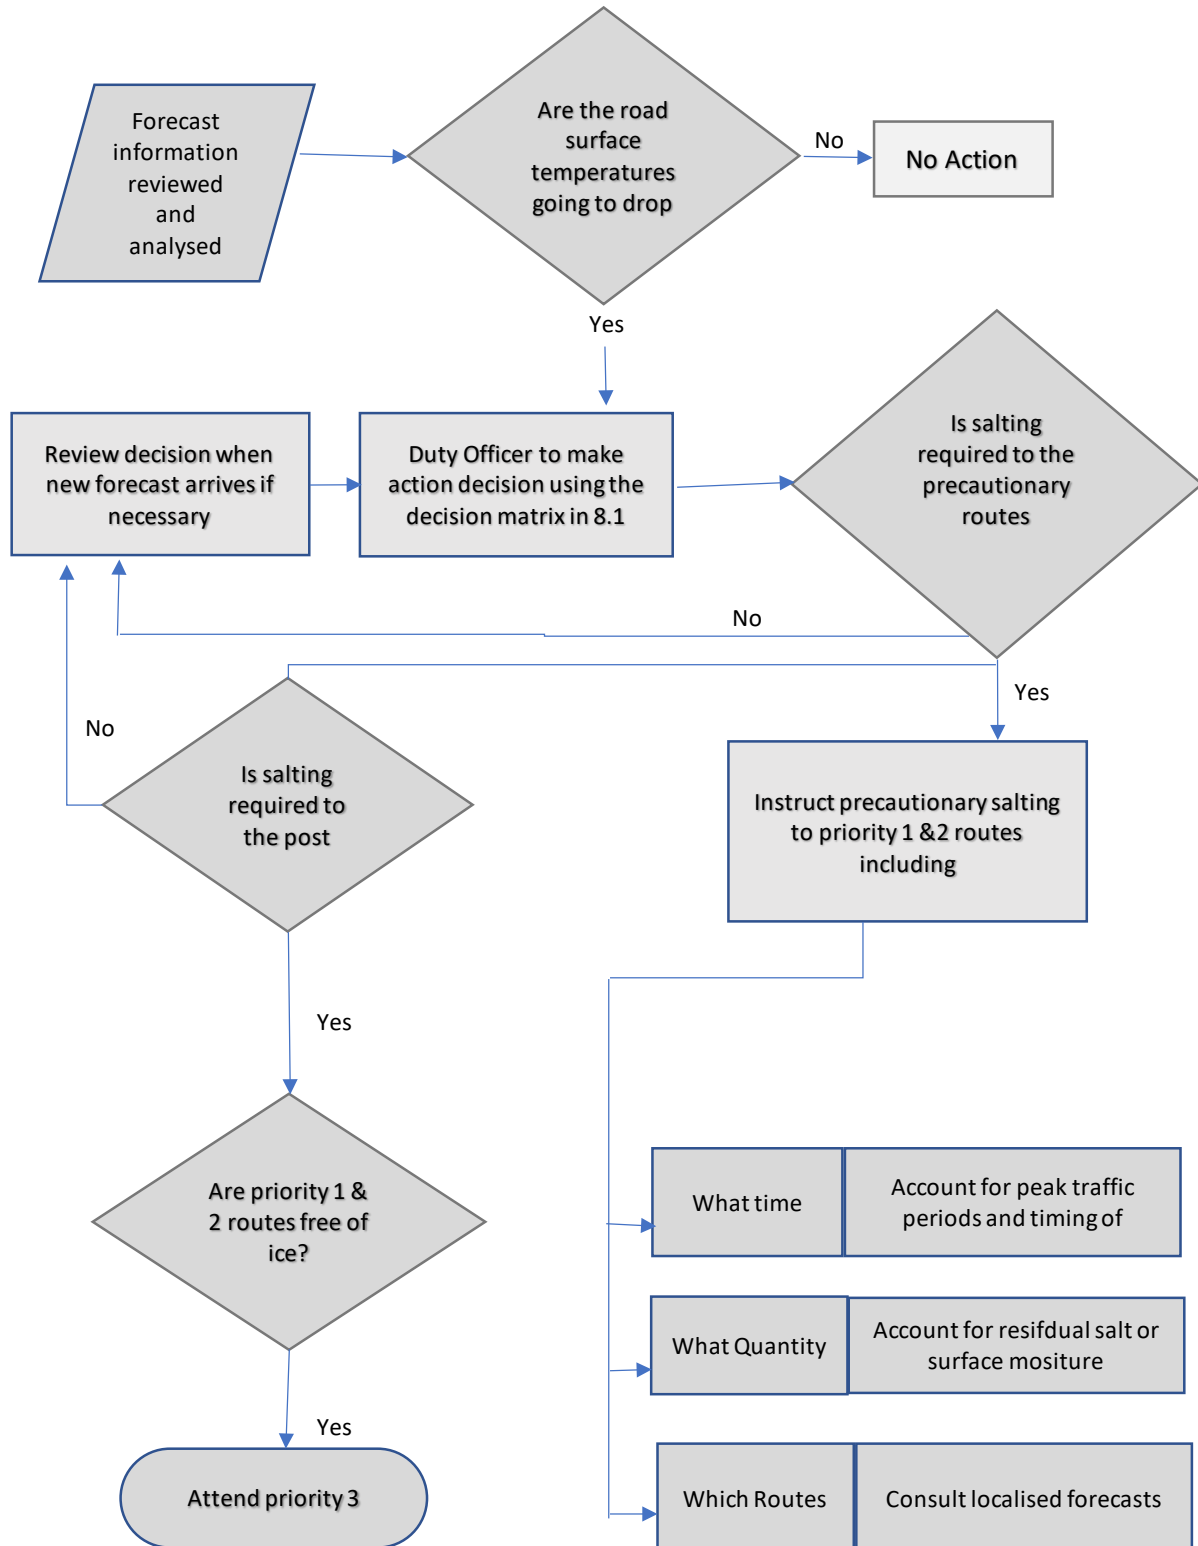 Forecast
information
reviewed
and
analysed
Are the road
surface
temperatures
going to drop
No
No Action
Yes
Review decision when
new forecast arrives if
necessary
Duty Officer to make
action decision using the
decision matrix in 8.1
Is salting
required to the
precautionary
routes
No
Yes
No
Is salting
required to
the post
Instruct precautionary salting
to priority 1 &2 routes
including
Yes
Are priority 1 &
2 routes free of
ice?
What time
Account for peak traffic
periods and timing of
What Quantity
Account for resifdual salt or
surface mositure
Yes
Attend priority 3
Which Routes
Consult localised forecasts